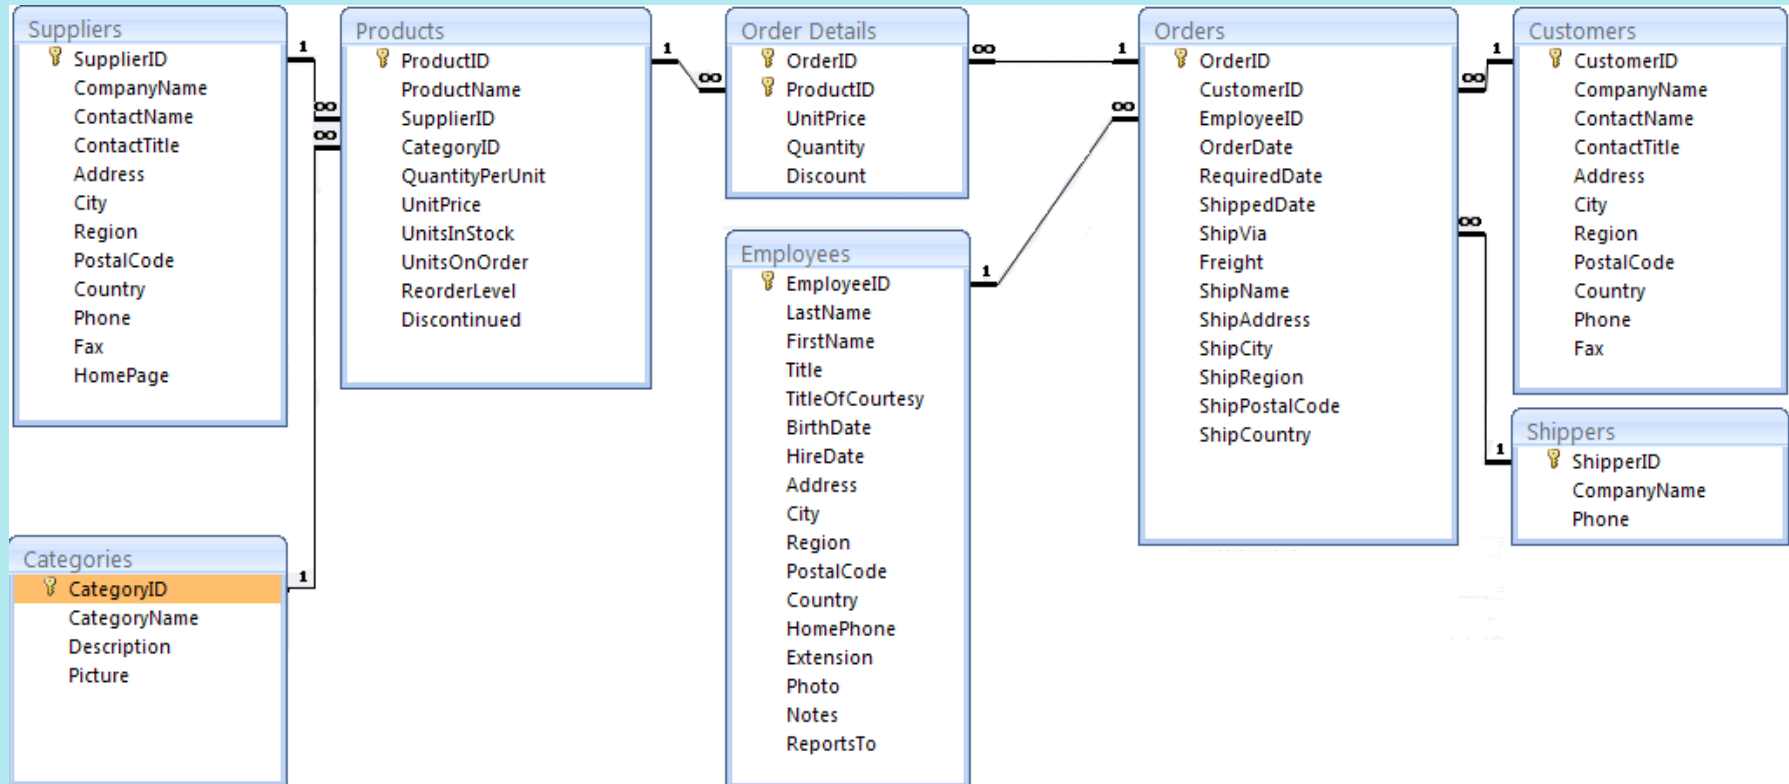 Suppliers
SupplierID
CompanyName
ContactName
ContactTitle
Address
City
Region
PostalCode
Country
Phone
Fax
HomePage
1
∞
∞
Categories
CategoryID
CategoryName
Description
Picture
1
Products
ProductID
ProductName
SupplierID
CategoryID
QuantityPerUnit
UnitPrice
UnitsInStock
UnitsOnOrder
ReorderLevel
Discontinued
1
∞
Order Details
OrderID
ProductID
UnitPrice
Quantity
Discount
∞
1
∞
Employees
EmployeeID
LastName
FirstName
Title
TitleOfCourtesy
BirthDate
HireDate
Address
City
Region
PostalCode
Country
HomePhone
Extension
Photo
Notes
ReportsTo
1
Orders
OrderID
CustomerID
EmployeeID
OrderDate
RequiredDate
ShippedDate
ShipVia
Freight
ShipName
ShipAddress
ShipCity
ShipRegion
ShipPostalCode
ShipCountry
1
∞
∞
1
Customers
CustomerID
CompanyName
ContactName
ContactTitle
Address
City
Region
PostalCode
Country
Phone
Fax
Shippers
ShipperID
CompanyName
Phone